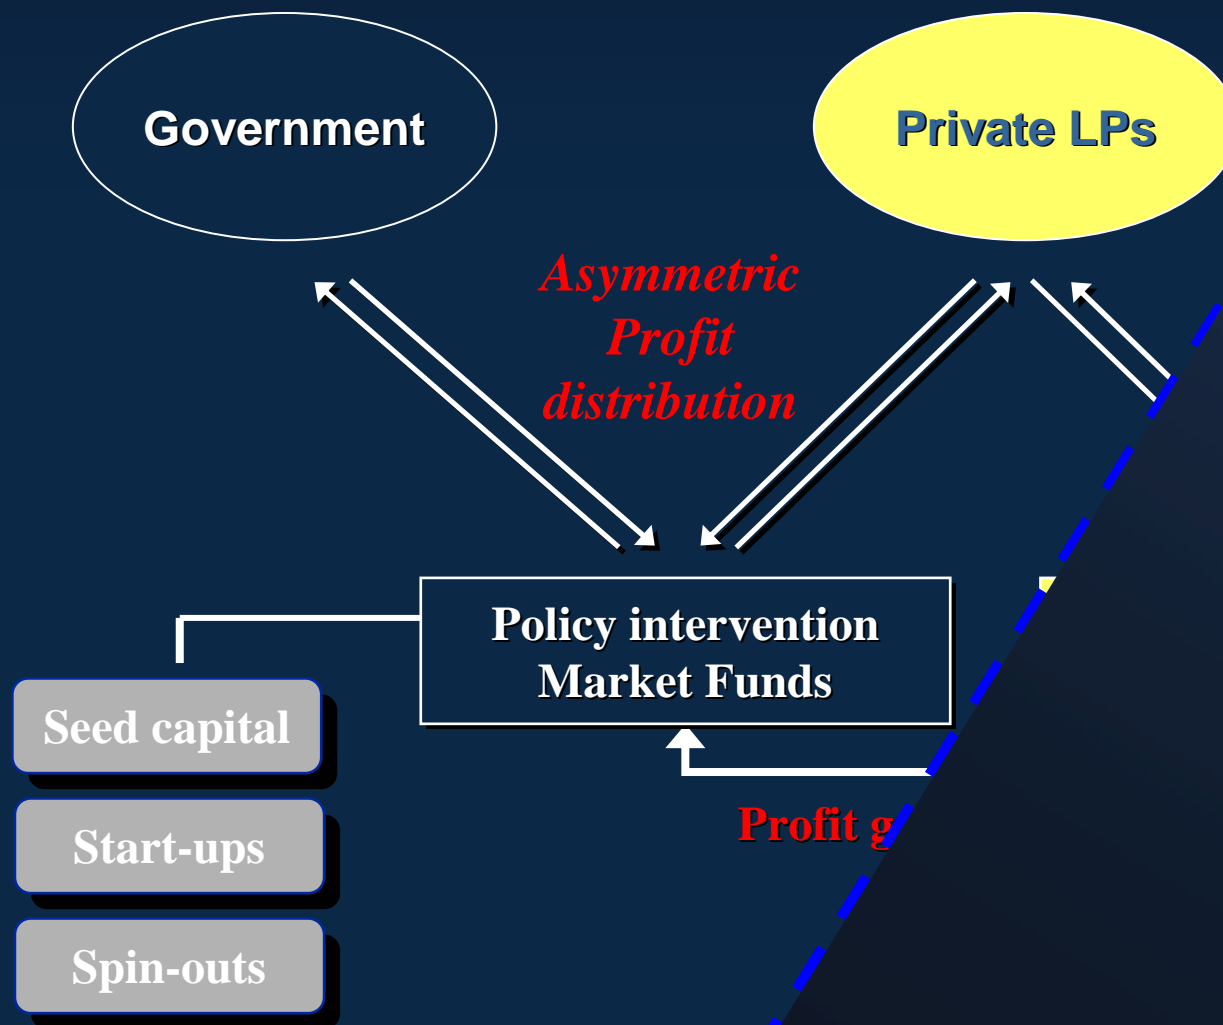 Government
Private LPs
Asymmetric
Profit
distribution
Policy intervention
Market Funds
Seed capital
Profit
Start-ups
Spin-outs